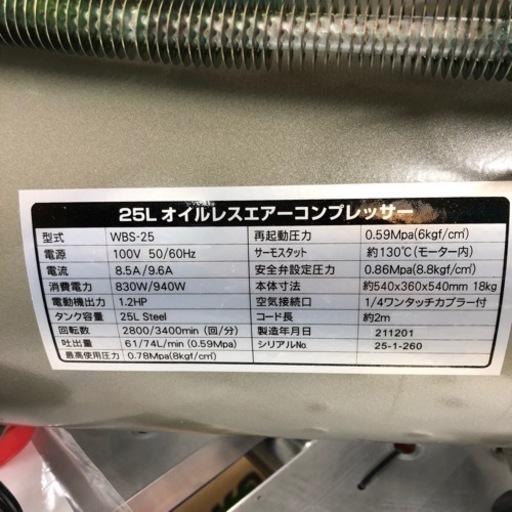 25L オイルレスエアーコンプレッサー
型式 WBS-25 再起動圧力 0.59Mpa(6kgf/c㎡)
電源 100V 50/60Hz サーモスタット 約130℃(モーター内)
電流 8.5A/9.6A 安全弁設定圧力 0.86Mpa(8.8kgf/c㎡)
消費電力 830W/940W 本体寸法 約540x360x540mm 18kg
電動機出力 1.2HP 空気接続口 1/4ワンタッチカプラー付
タンク容量 25L Steel コード長 約2m
回転数 2800/3400min (回/分) 製造年月日 211201
吐出量 61/74L/min (0.59Mpa) シリアルNo. 25-1-260
最高使用圧力 0.78Mpa(8kgf/c㎡)